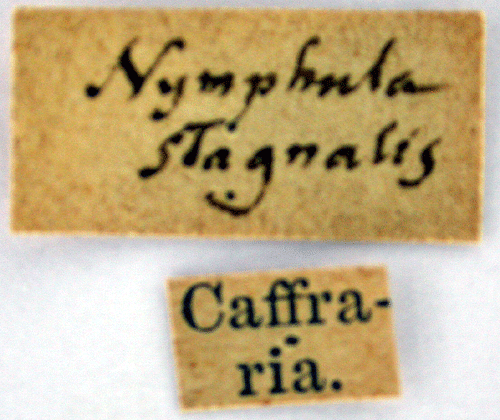 Nymphula
stagnalis
Caffra-
ria.